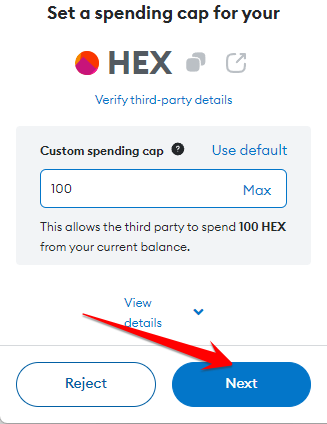 Set a spending cap for your
HEX
Verify third-party details
Custom spending cap ? Use default
100 Max
This allows the third party to spend 100 HEX
from your current balance.
View
details
Reject Next